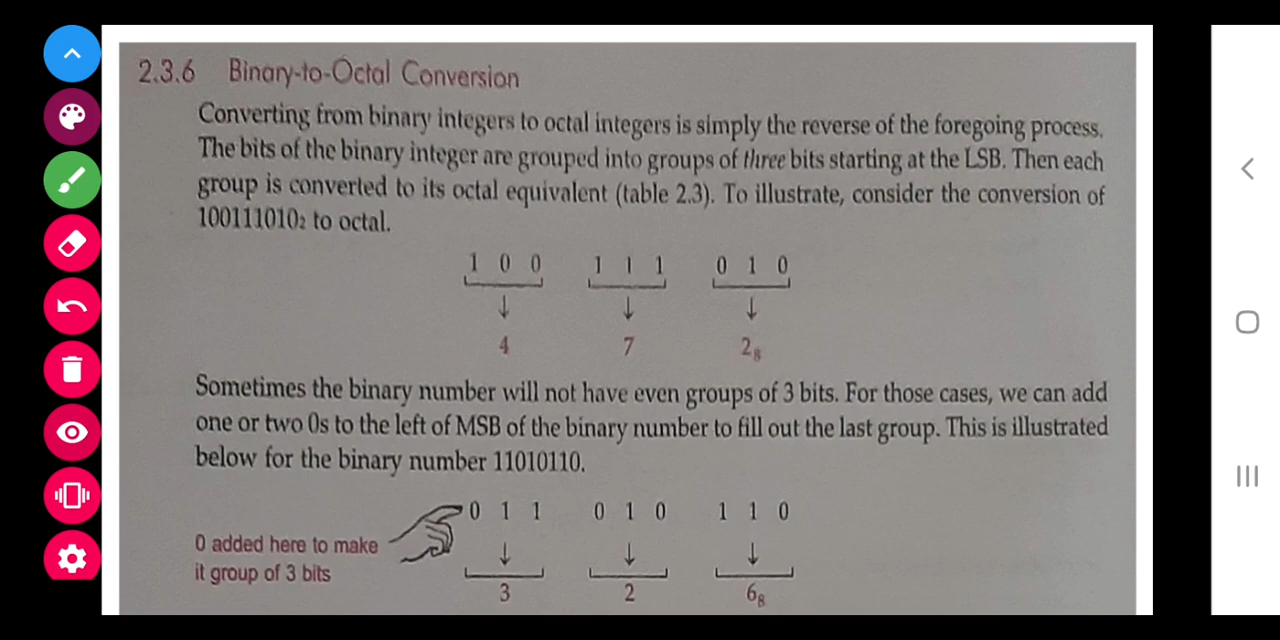 2.3.6 Binary-to-Octal Conversion
Converting from binary integers to octal integers is simply the reverse of the foregoing process.
The bits of the binary integer are grouped into groups of three bits starting at the LSB. Then each
group is converted to its octal equivalent (table 2.3). To illustrate, consider the conversion of
100111010₂ to octal.
1 0 0 1 1 1 0 1 0
↓ ↓ ↓
4 7 2₈
Sometimes the binary number will not have even groups of 3 bits. For those cases, we can add
one or two 0s to the left of MSB of the binary number to fill out the last group. This is illustrated
below for the binary number 11010110.
0 1 1 0 1 0 1 1 0
0 added here to make
it group of 3 bits
↓ ↓ ↓
3 2 6₈